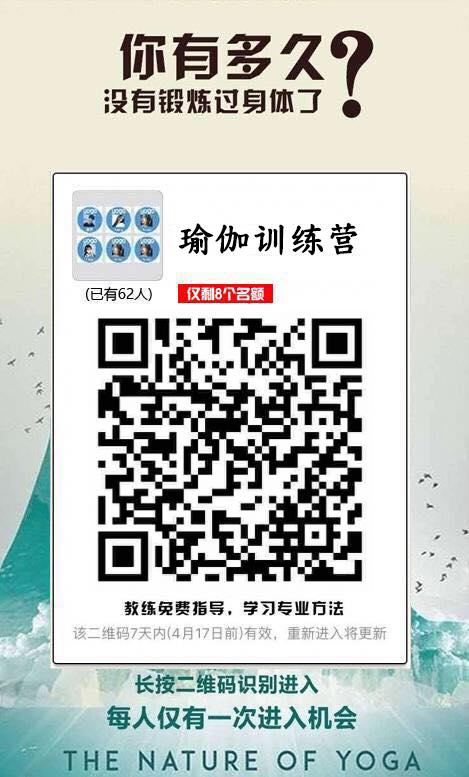 你有多久?
没有锻炼过身体了
瑜伽训练营
(已有62人)
仅剩8个名额
教练免费指导，学习专业方法
该二维码7天内(4月17日前)有效，重新进入将更新
长按二维码识别进入
每人仅有一次进入机会
THE NATURE OF YOGA